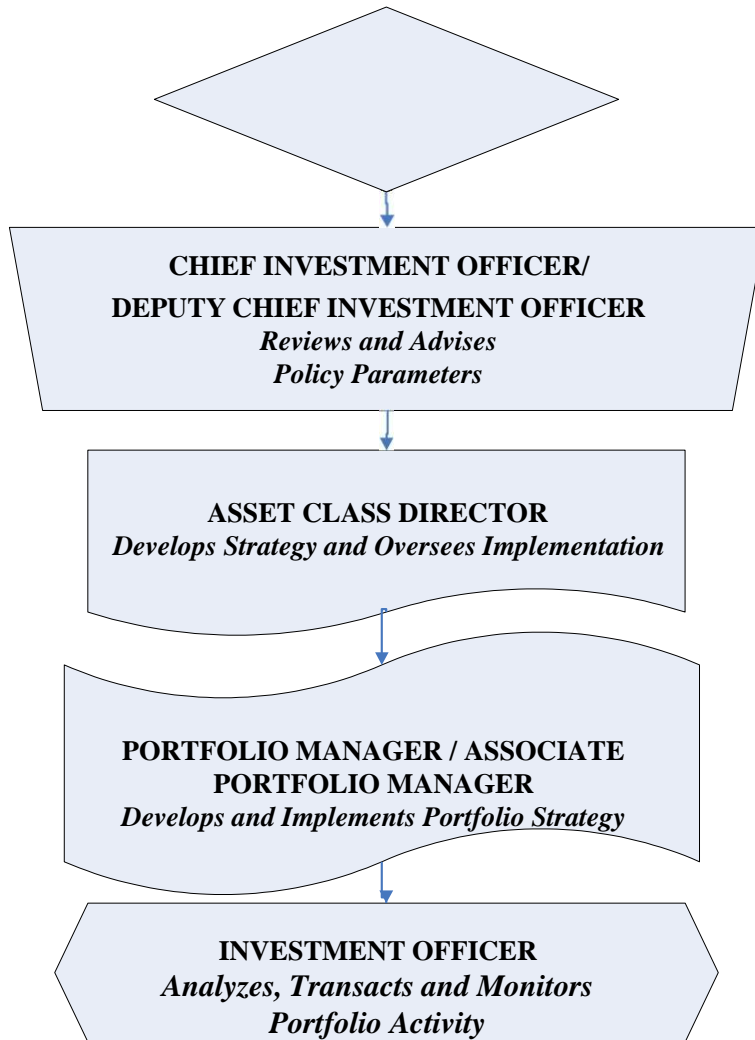 CHIEF INVESTMENT OFFICER/
DEPUTY CHIEF INVESTMENT OFFICER
Reviews and Advises
Policy Parameters
ASSET CLASS DIRECTOR
Develops Strategy and Oversees Implementation
PORTFOLIO MANAGER / ASSOCIATE
PORTFOLIO MANAGER
Develops and Implements Portfolio Strategy
INVESTMENT OFFICER
Analyzes, Transacts and Monitors
Portfolio Activity